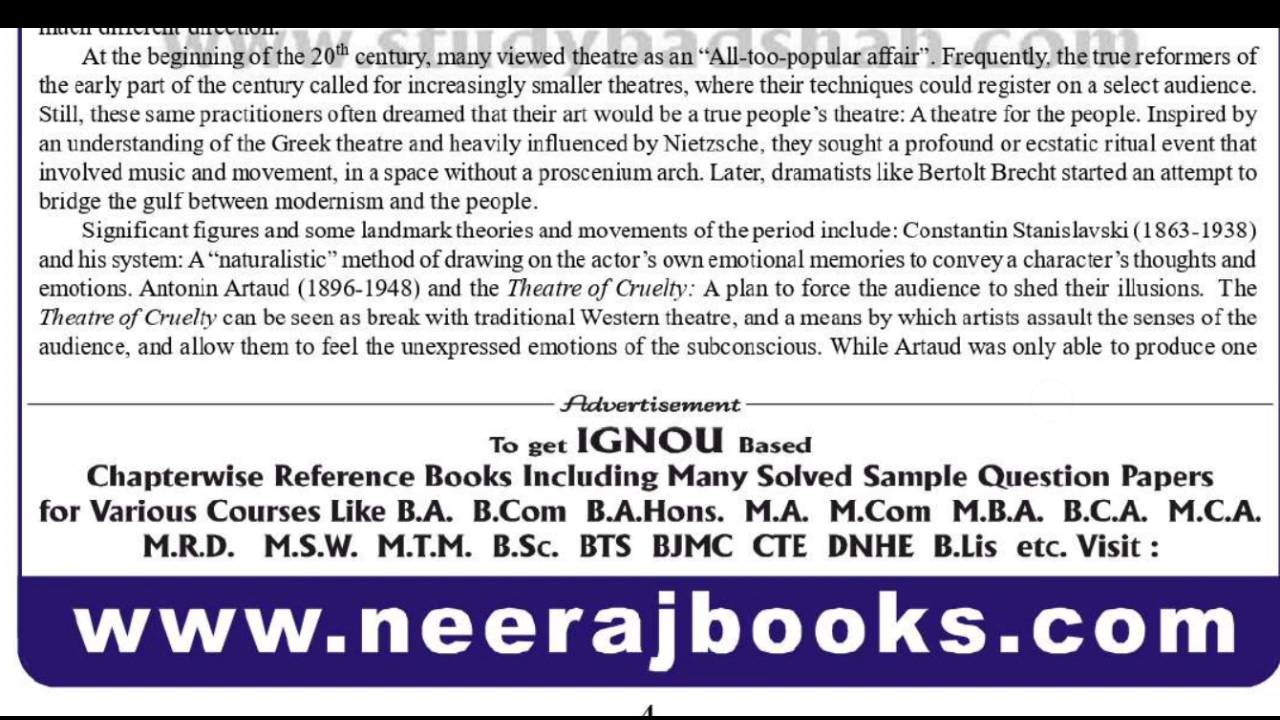 much different direction.
www.studybadshah.com
At the beginning of the 20th century, many viewed theatre as an “All-too-popular affair”. Frequently, the true reformers of
the early part of the century called for increasingly smaller theatres, where their techniques could register on a select audience.
Still, these same practitioners often dreamed that their art would be a true people’s theatre: A theatre for the people. Inspired by
an understanding of the Greek theatre and heavily influenced by Nietzsche, they sought a profound or ecstatic ritual event that
involved music and movement, in a space without a proscenium arch. Later, dramatists like Bertolt Brecht started an attempt to
bridge the gulf between modernism and the people.
Significant figures and some landmark theories and movements of the period include: Constantin Stanislavski (1863-1938)
and his system: A “naturalistic” method of drawing on the actor’s own emotional memories to convey a character’s thoughts and
emotions. Antonin Artaud (1896-1948) and the Theatre of Cruelty: A plan to force the audience to shed their illusions. The
Theatre of Cruelty can be seen as break with traditional Western theatre, and a means by which artists assault the senses of the
audience, and allow them to feel the unexpressed emotions of the subconscious. While Artaud was only able to produce one
Advertisement
To get IGNOU Based
Chapterwise Reference Books Including Many Solved Sample Question Papers
for Various Courses Like B.A. B.Com B.A.Hons. M.A. M.Com M.B.A. B.C.A. M.C.A.
M.R.D. M.S.W. M.T.M. B.Sc. BTS BJMC CTE DNHE B.Lis etc. Visit :
www.neerajbooks.com
4